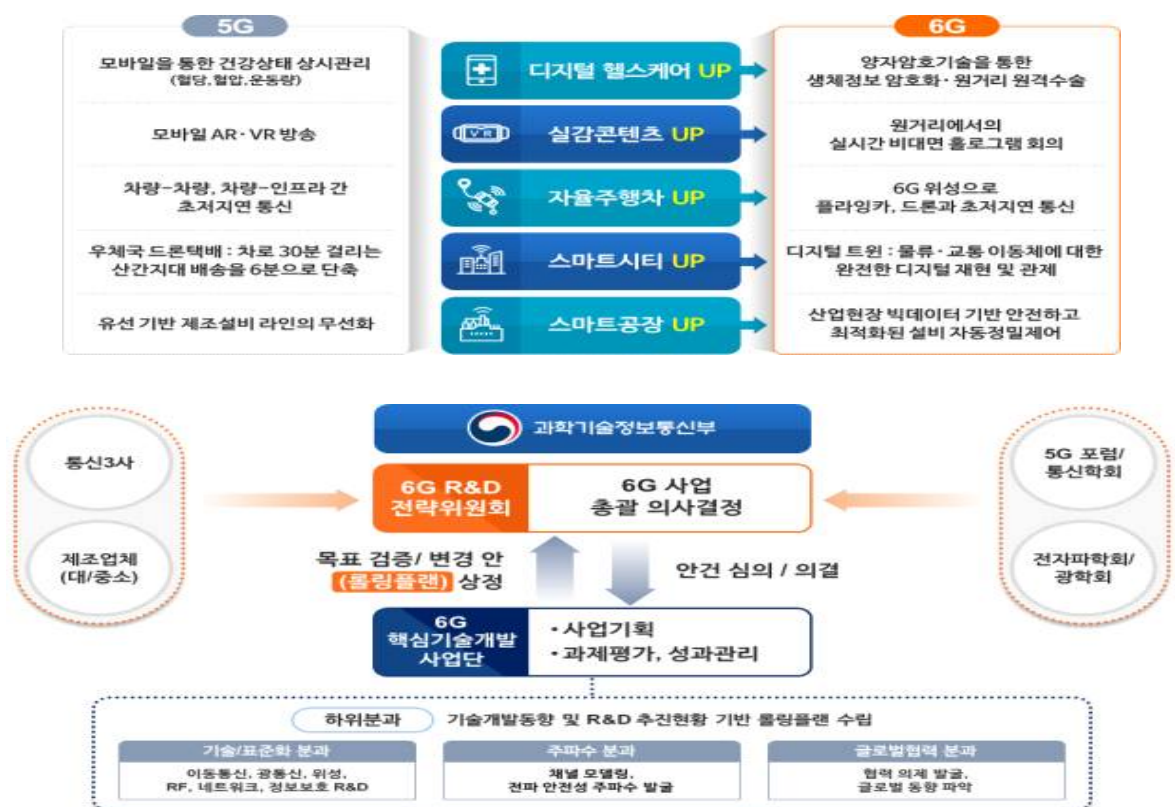 5G
6G
모바일을 통한 건강상태 상시관리
(혈당,혈압,운동량)
디지털 헬스케어 UP
양자암호기술을 통한
생체정보 암호화·원거리 원격수술
모바일 AR·VR 방송
VR
실감콘텐츠 UP
원거리에서의
실시간 비대면 홀로그램 회의
차량-차량, 차량-인프라 간
초저지연 통신
자율주행차 UP
6G 위성으로
플라잉카, 드론과 초저지연 통신
우체국 드론택배 : 차로 30분 걸리는
산간지대 배송을 6분으로 단축
스마트시티 UP
디지털 트윈 : 물류·교통 이동체에 대한
완전한 디지털 재현 및 관제
유선 기반 제조설비 라인의 무선화
스마트공장 UP
산업현장 빅데이터 기반 안전하고
최적화된 설비 자동정밀제어
과학기술정보통신부
통신3사
제조업체
(대/중소)
6G R&D
전략위원회
6G 사업
총괄 의사결정
5G 포럼/
통신학회
전자파학회/
광학회
목표 검증/ 변경 안
(롤링플랜) 상정
안건 심의 / 의결
6G
핵심기술개발
사업단
• 사업기획
• 과제평가, 성과관리
하위분과
기술개발동향 및 R&D 추진현황 기반 롤링플랜 수립
기술/표준화 분과
이동통신, 광통신, 위성,
RF, 네트워크, 정보보호 R&D
주파수 분과
채널 모델링,
전파 안전성 주파수 발굴
글로벌협력 분과
협력 의제 발굴,
글로벌 동향 파악